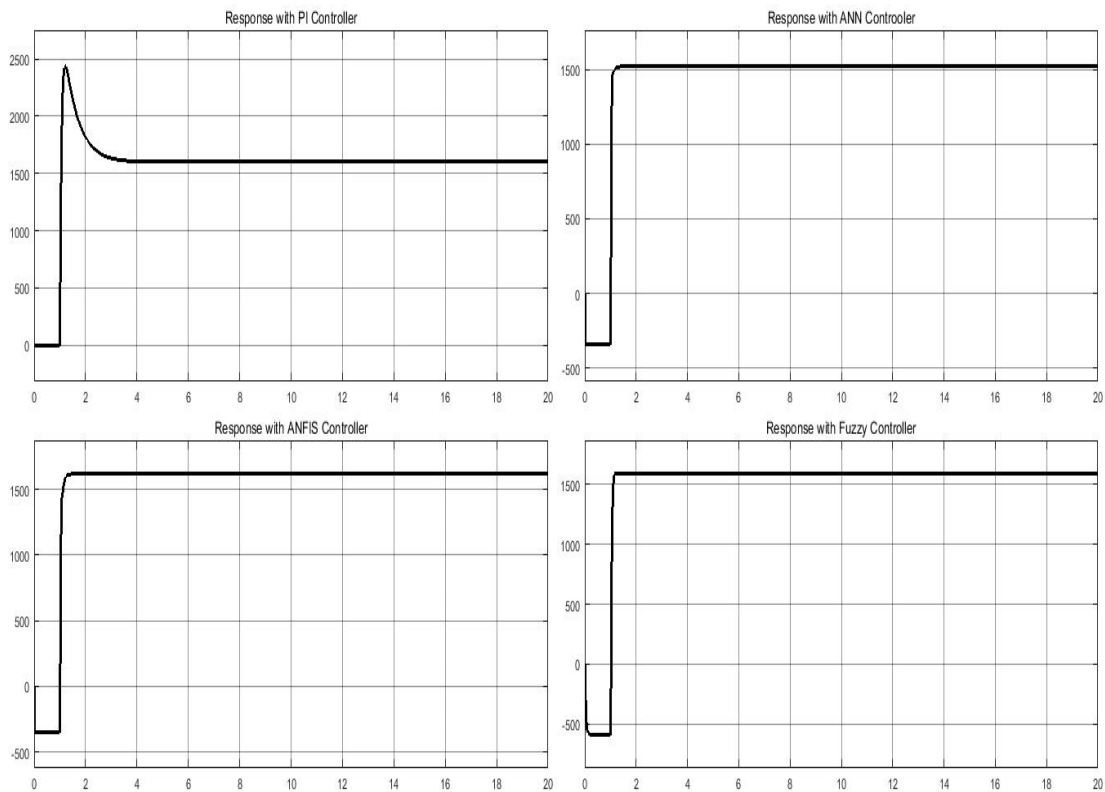 Response with PI Controller
2500
2000
1500
1000
500
0
0 2 4 6 8 10 12 14 16 18 20
Response with ANN Controoler
1500
1000
500
0
-500
0 2 4 6 8 10 12 14 16 18 20
Response with ANFIS Controller
1500
1000
500
0
-500
0 2 4 6 8 10 12 14 16 18 20
Response with Fuzzy Controller
1500
1000
500
0
-500
0 2 4 6 8 10 12 14 16 18 20